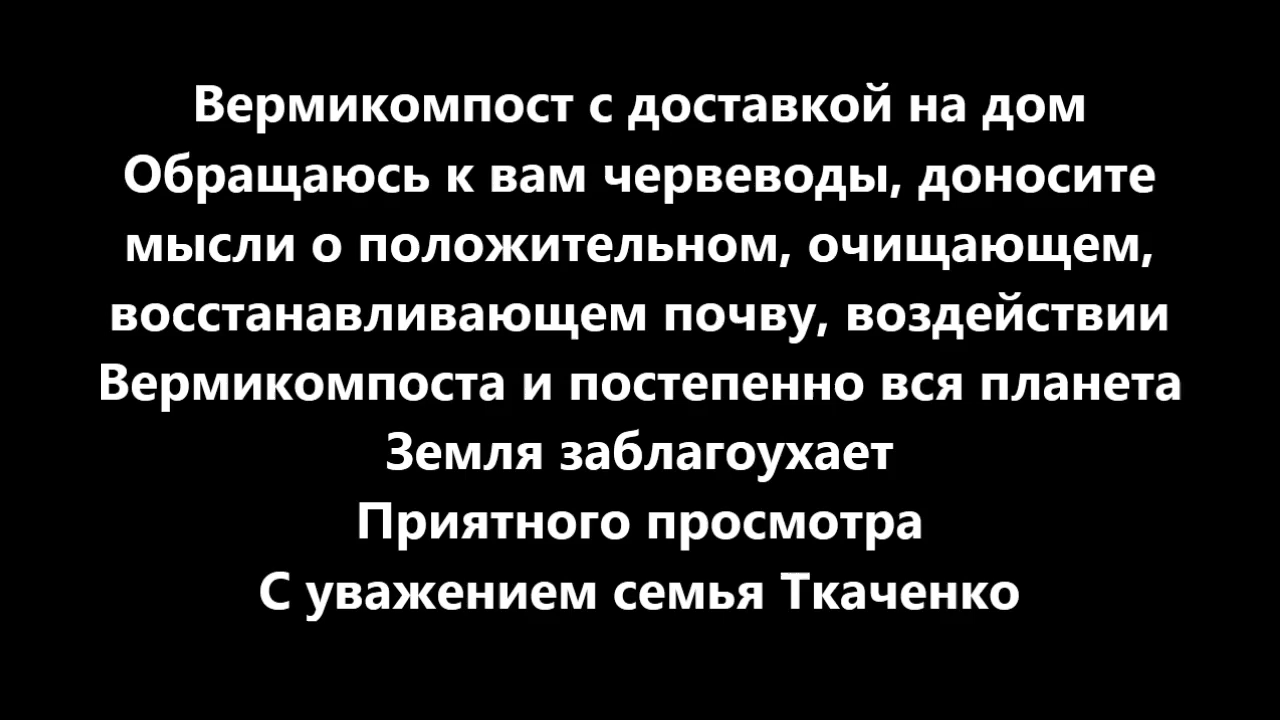 Вермикомпост с доставкой на дом
Обращаюсь к вам червеводы, доносите
мысли о положительном, очищающем,
восстанавливающем почву, воздействии
Вермикомпоста и постепенно вся планета
Земля заблагоухает
Приятного просмотра
С уважением семья Ткаченко